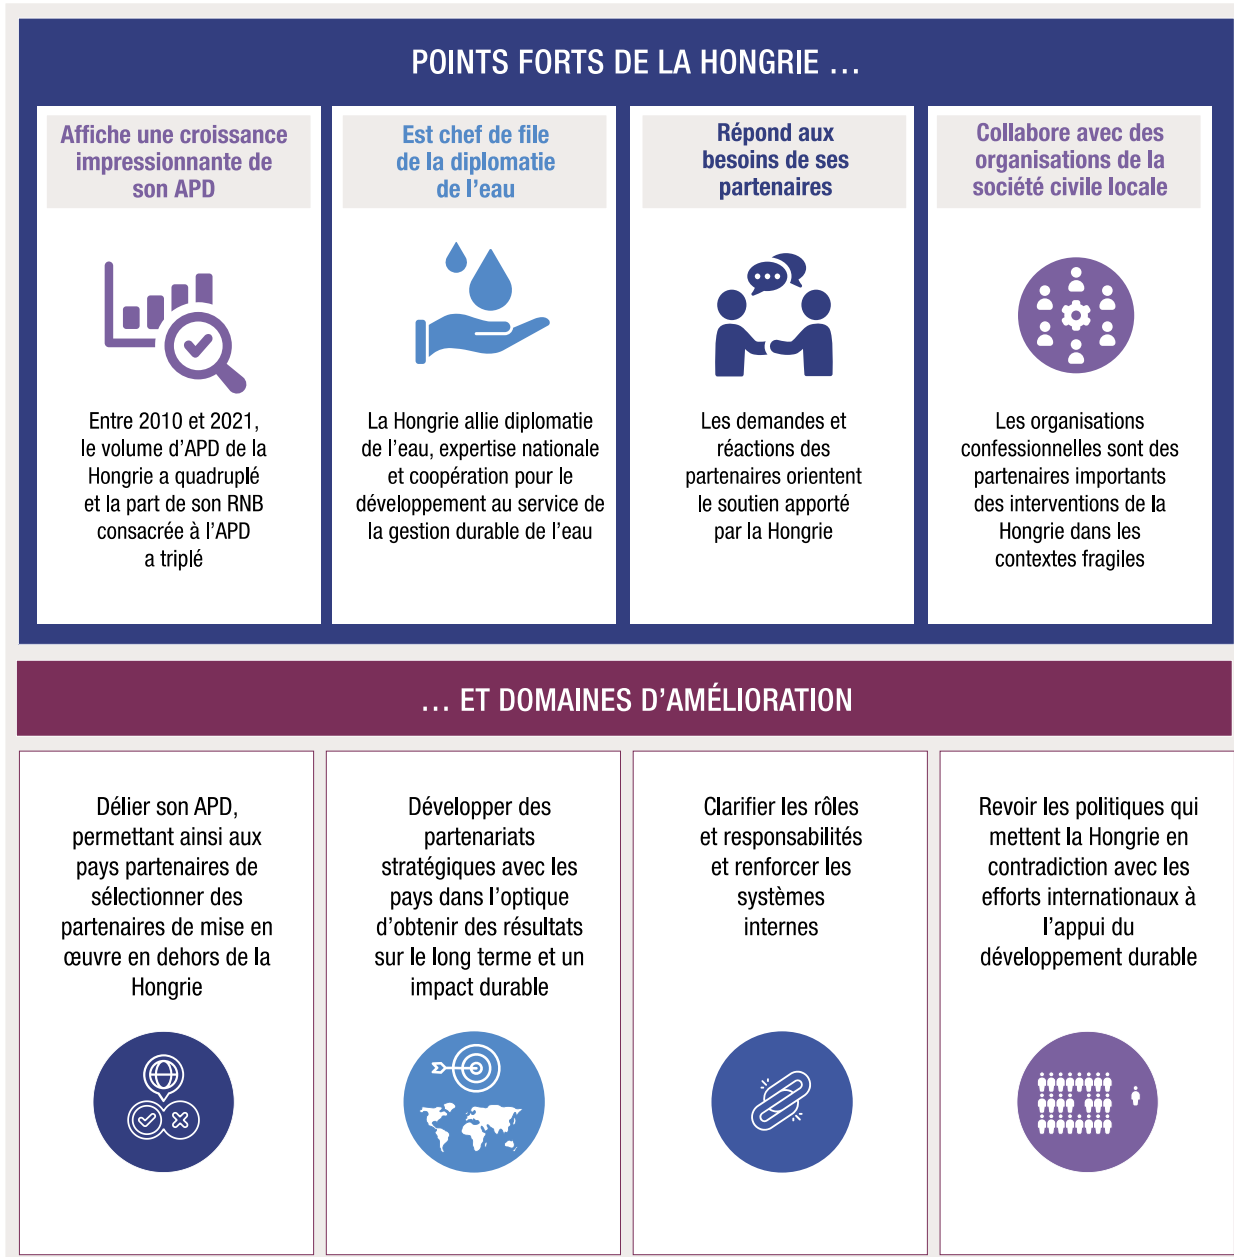 POINTS FORTS DE LA HONGRIE …
Affiche une croissance
impressionnante de
son APD
Entre 2010 et 2021,
le volume d’APD de la
Hongrie a quadruplé
et la part de son RNB
consacrée à l’APD
a triplé
Est chef de file
de la diplomatie
de l’eau
La Hongrie allie diplomatie
de l’eau, expertise nationale
et coopération pour le
développement au service de
la gestion durable de l’eau
Répond aux
besoins de ses
partenaires
Les demandes et
réactions des
partenaires orientent
le soutien apporté
par la Hongrie
Collabore avec des
organisations de la
société civile locale
Les organisations
confessionnelles sont des
partenaires importants
des interventions de la
Hongrie dans les
contextes fragiles
… ET DOMAINES D’AMÉLIORATION
Délier son APD,
permettant ainsi aux
pays partenaires de
sélectionner des
partenaires de mise en
œuvre en dehors de la
Hongrie
Développer des
partenariats
stratégiques avec les
pays dans l’optique
d’obtenir des résultats
sur le long terme et un
impact durable
Clarifier les rôles
et responsabilités
et renforcer les
systèmes
internes
Revoir les politiques qui
mettent la Hongrie en
contradiction avec les
efforts internationaux à
l’appui du
développement durable